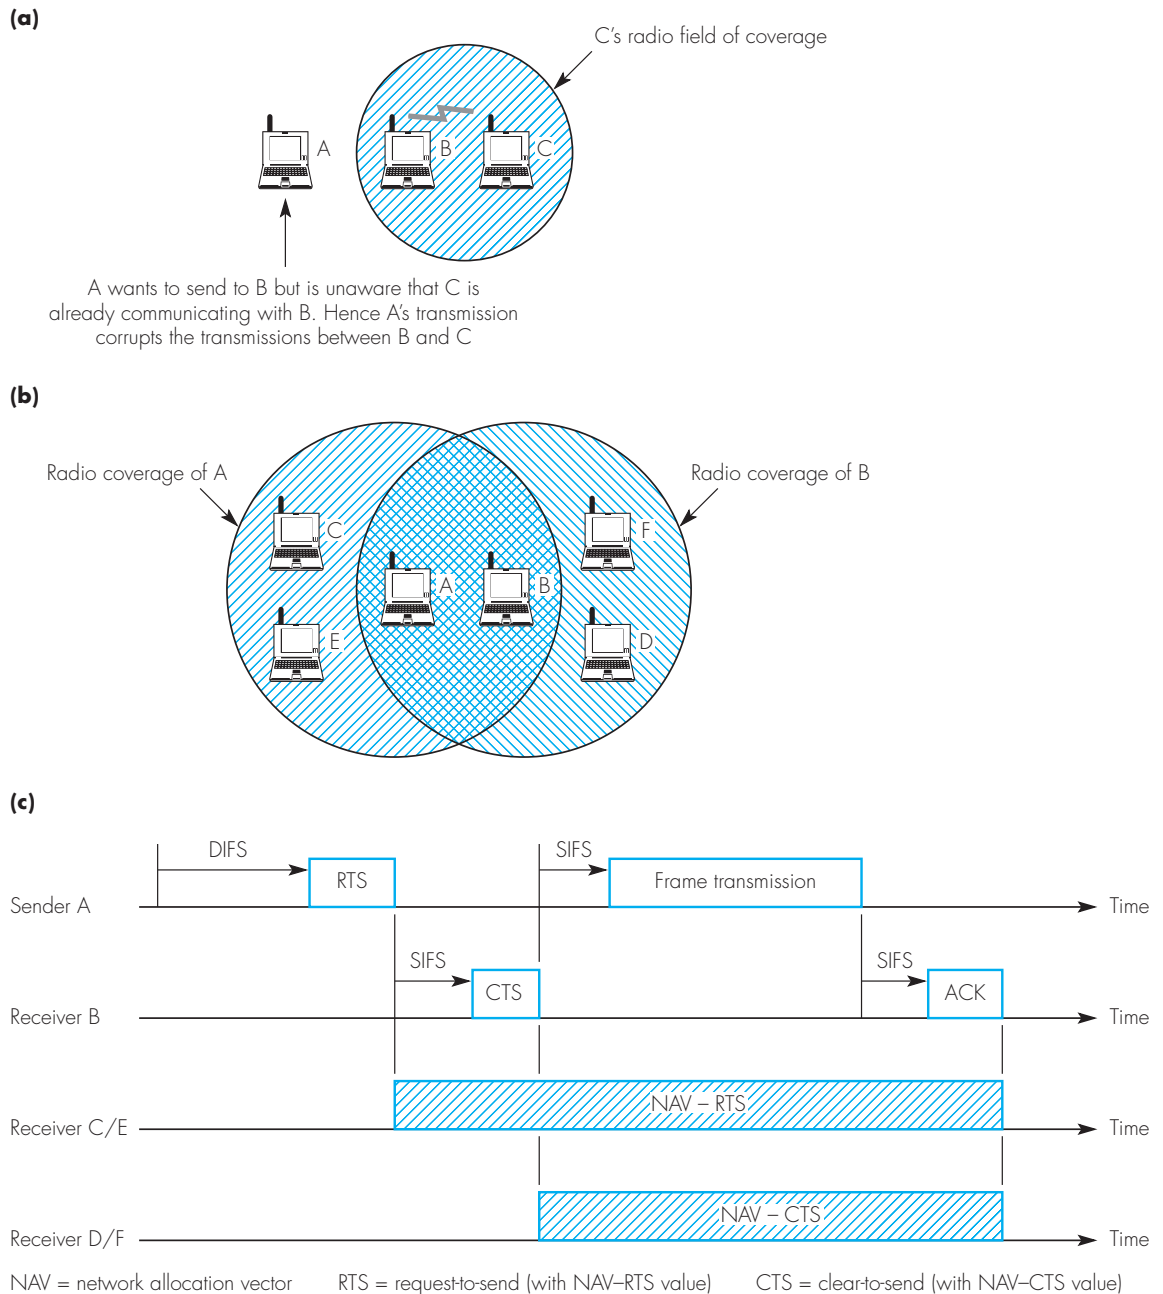 (a)
C's radio field of coverage
A
B
C
A wants to send to B but is unaware that C is
already communicating with B. Hence A's transmission
corrupts the transmissions between B and C
(b)
Radio coverage of A
Radio coverage of B
C
F
A
B
E
D
(c)
DIFS
SIFS
RTS
Frame transmission
Sender A
Time
SIFS
SIFS
CTS
ACK
Receiver B
Time
NAV – RTS
Receiver C/E
Time
NAV – CTS
Receiver D/F
Time
NAV = network allocation vector
RTS = request-to-send (with NAV–RTS value)
CTS = clear-to-send (with NAV–CTS value)